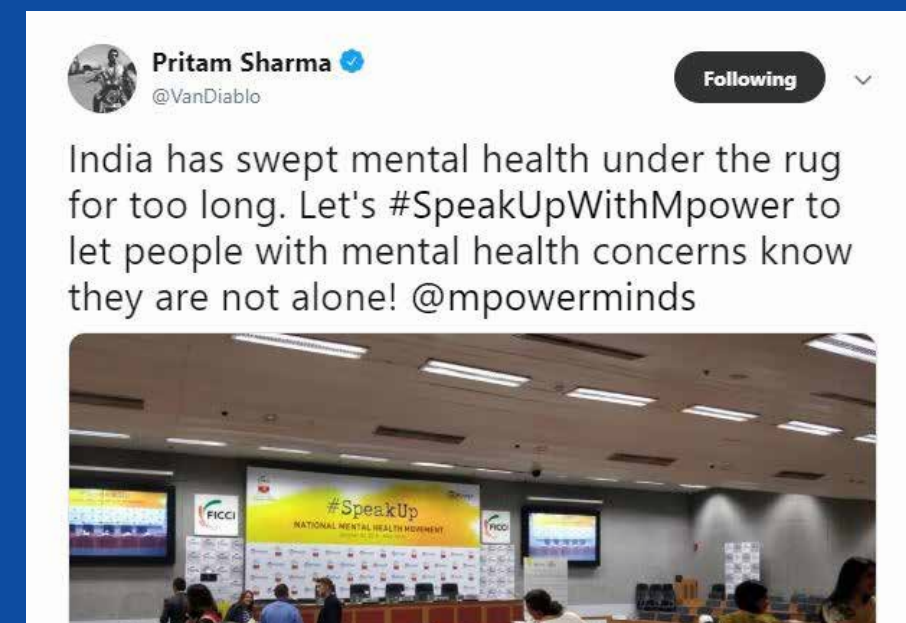 Pritam Sharma
@VanDiablo
Following
India has swept mental health under the rug
for too long. Let's #SpeakUpWithMpower to
let people with mental health concerns know
they are not alone! @mpowerminds
FICCI
#SpeakUp
NATIONAL MENTAL HEALTH MOVEMENT
FICCI